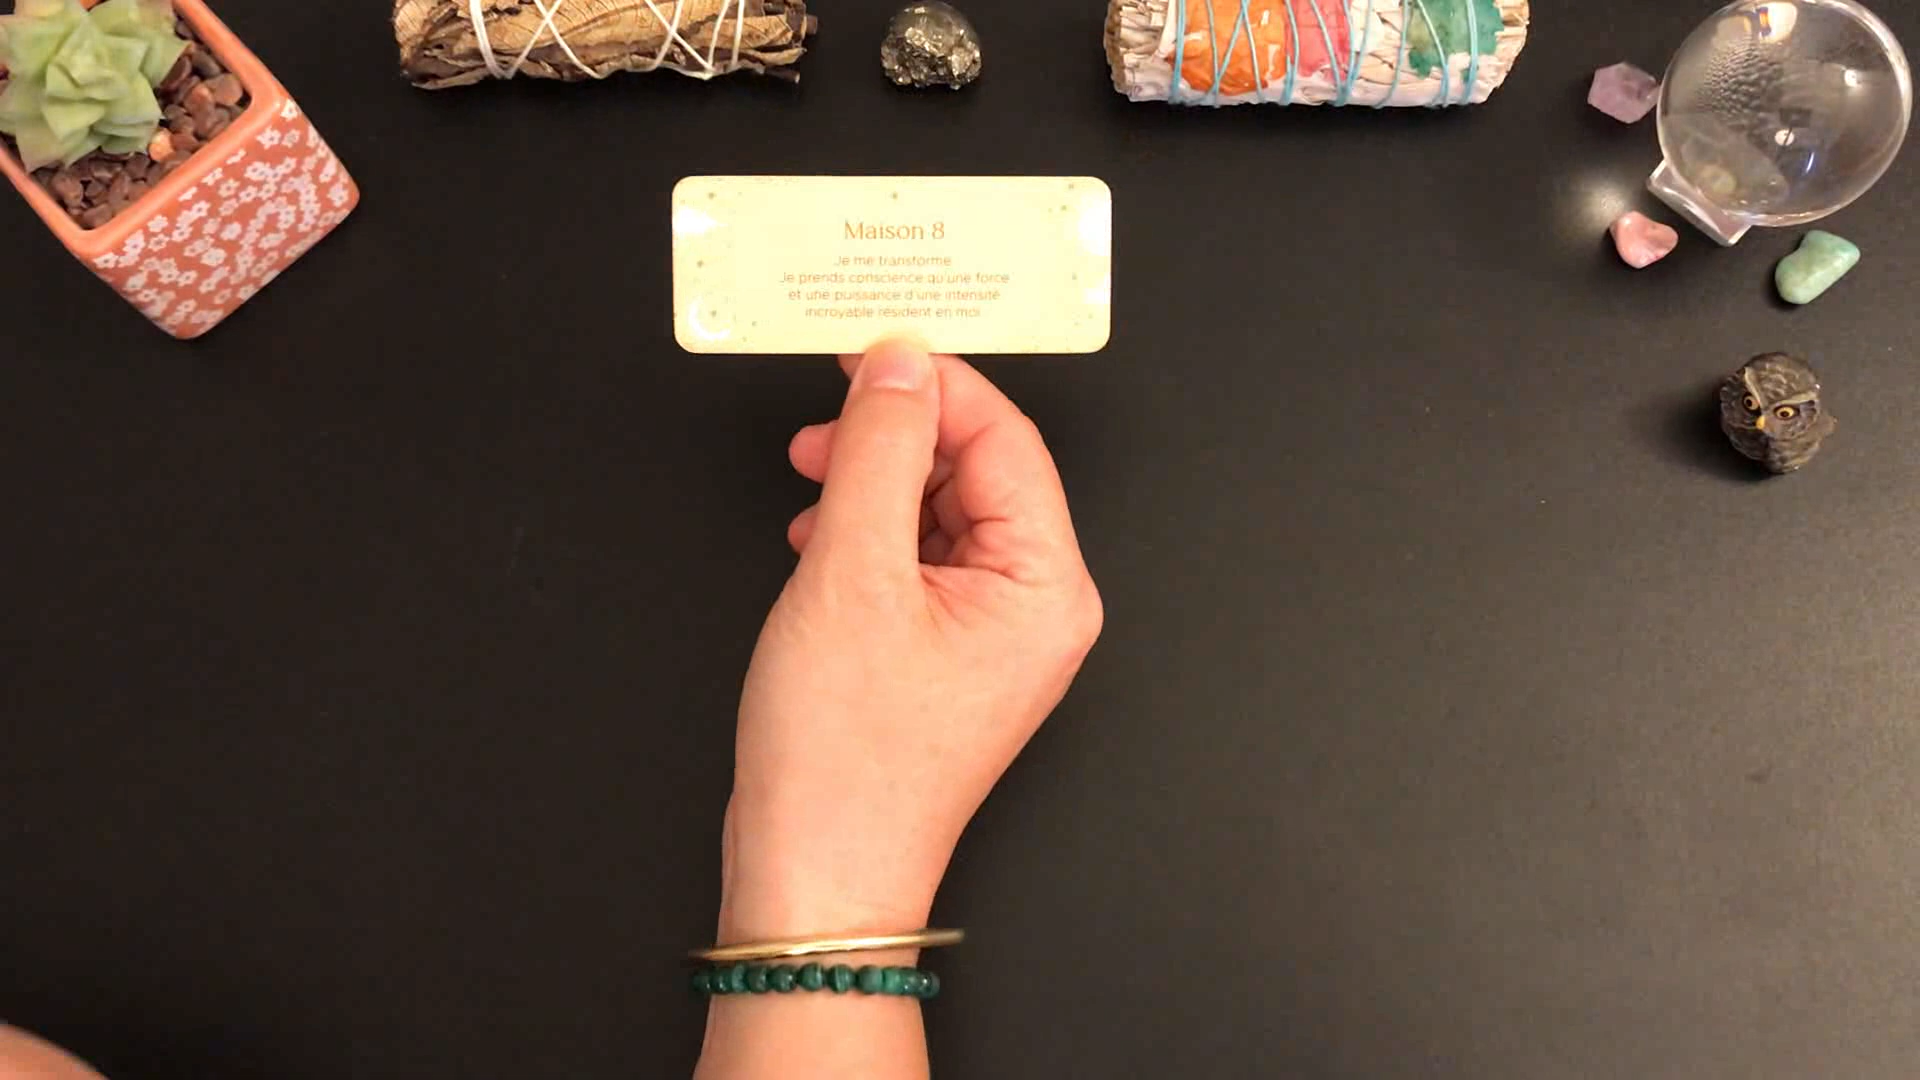 Maison 8
Je me transforme.
Je prends conscience qu'une force
et une puissance d'une intensité
incroyable résident en moi.